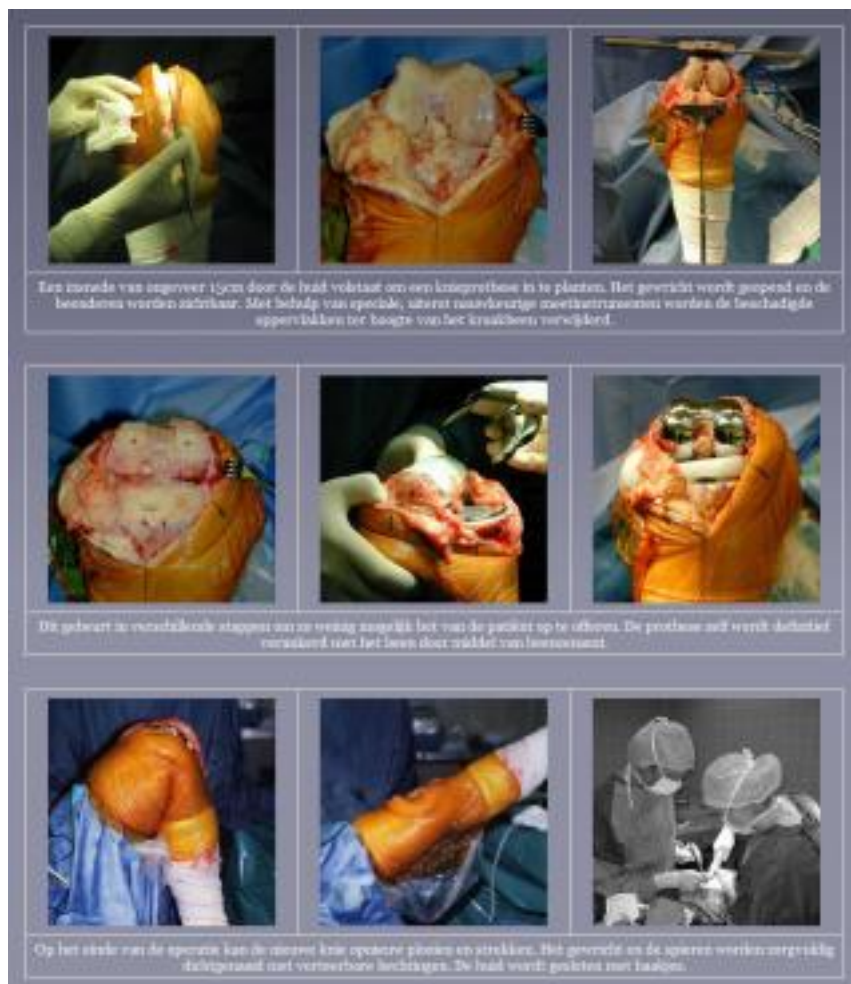 Een insnede van ongeveer 15cm door de huid volstaat om een knieprothese in te planten. Het gewricht wordt geopend en de
beenderen worden zichtbaar. Met behulp van speciale, uiterst nauwkeurige meetinstrumenten worden de beschadigde
oppervlakken ter hoogte van het kraakbeen verwijderd.
Dit gebeurt in verschillende stappen om zo weinig mogelijk bot van de patiënt op te offeren. De prothese zelf wordt definitief
verankerd met het been door middel van beencement.
Op het einde van de operatie kan de nieuwe knie opnieuw plooien en strekken. Het gewricht en de spieren worden zorgvuldig
dichtgenaaid met verteerbare hechtingen. De huid wordt gesloten met haakjes.